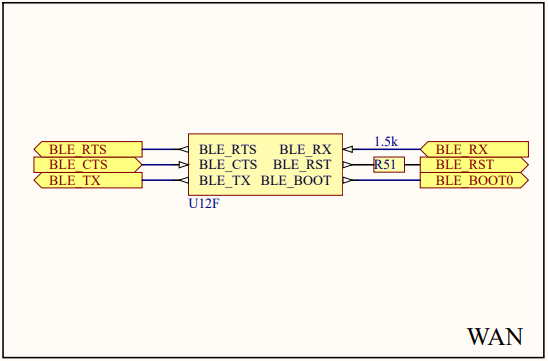 1.5k
BLE_RTS BLE_RTS BLE_RX BLE_RX
BLE_CTS BLE_CTS BLE_RST R51 BLE_RST
BLE_TX BLE_TX BLE_BOOT BLE_BOOT0
U12F
WAN